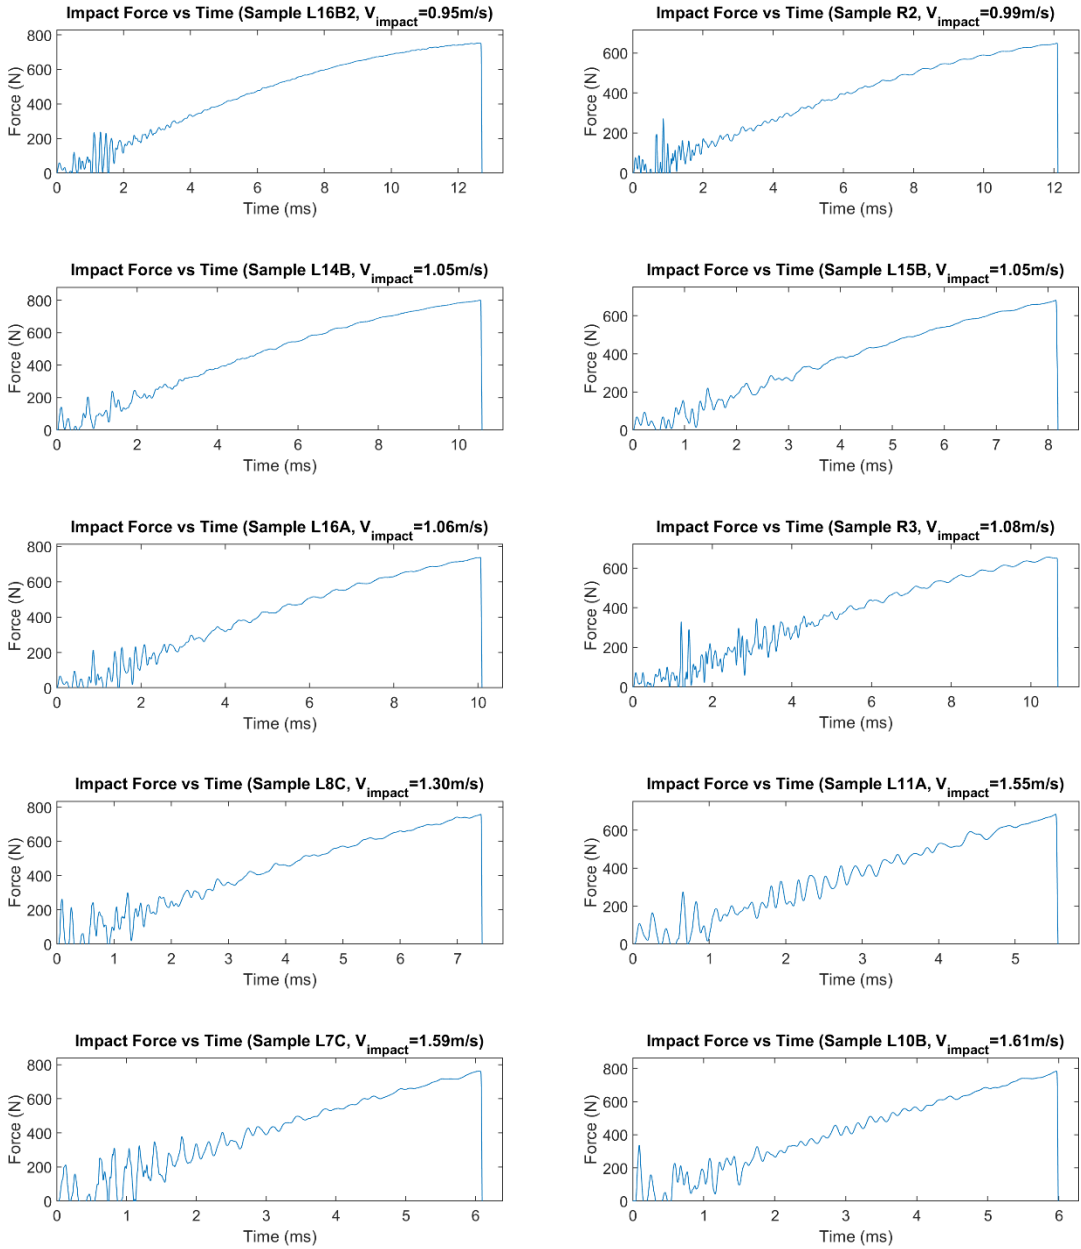 Impact Force vs Time (Sample L16B2, V_impact=0.95m/s)
800
600
400
200
0
Force (N)
0 2 4 6 8 10 12
Time (ms)
Impact Force vs Time (Sample R2, V_impact=0.99m/s)
600
400
200
0
Force (N)
0 2 4 6 8 10 12
Time (ms)
Impact Force vs Time (Sample L14B, V_impact=1.05m/s)
800
600
400
200
0
Force (N)
0 2 4 6 8 10
Time (ms)
Impact Force vs Time (Sample L15B, V_impact=1.05m/s)
600
400
200
0
Force (N)
0 1 2 3 4 5 6 7 8
Time (ms)
Impact Force vs Time (Sample L16A, V_impact=1.06m/s)
800
600
400
200
0
Force (N)
0 2 4 6 8 10
Time (ms)
Impact Force vs Time (Sample R3, V_impact=1.08m/s)
600
400
200
0
Force (N)
0 2 4 6 8 10
Time (ms)
Impact Force vs Time (Sample L8C, V_impact=1.30m/s)
800
600
400
200
0
Force (N)
0 1 2 3 4 5 6 7
Time (ms)
Impact Force vs Time (Sample L11A, V_impact=1.55m/s)
600
400
200
0
Force (N)
0 1 2 3 4 5
Time (ms)
Impact Force vs Time (Sample L7C, V_impact=1.59m/s)
800
600
400
200
0
Force (N)
0 1 2 3 4 5 6
Time (ms)
Impact Force vs Time (Sample L10B, V_impact=1.61m/s)
800
600
400
200
0
Force (N)
0 1 2 3 4 5 6
Time (ms)